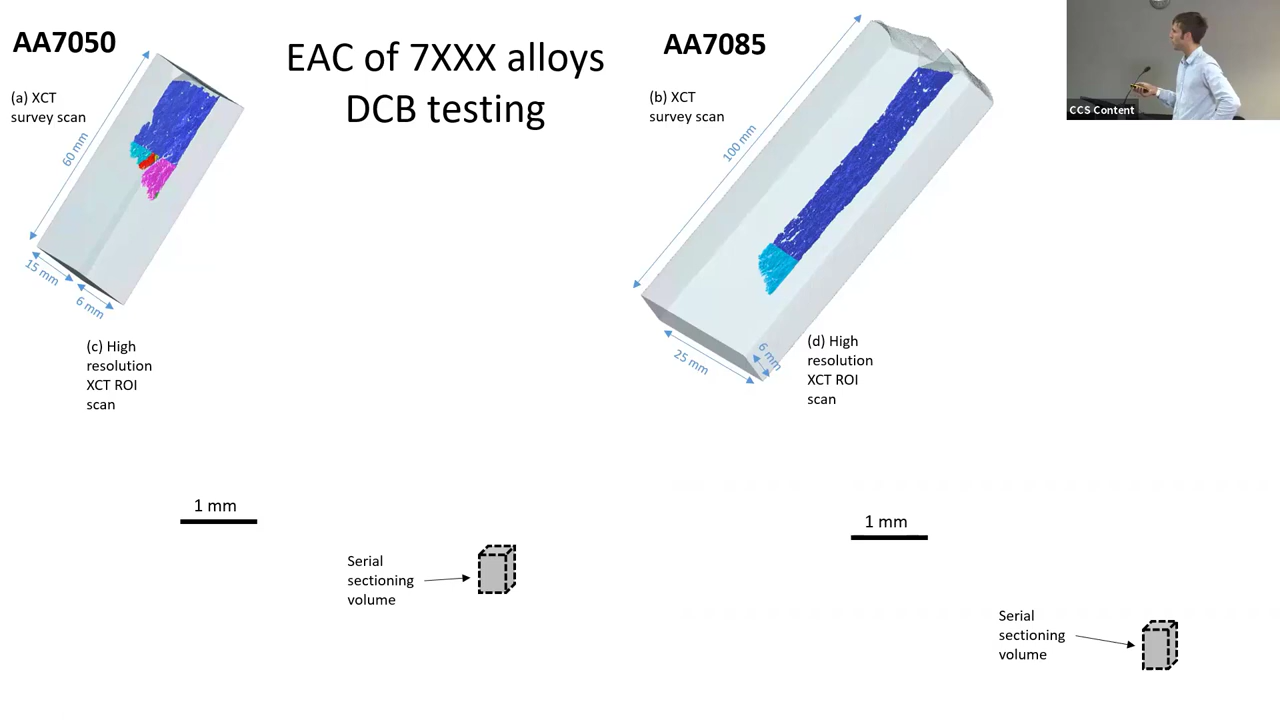 AA7050
EAC of 7XXX alloys
DCB testing
AA7085
(a) XCT
survey scan
60 mm
15 mm
6 mm
(b) XCT
survey scan
100 mm
25 mm
6 mm
CCS Content
(c) High
resolution
XCT ROI
scan
(d) High
resolution
XCT ROI
scan
1 mm
1 mm
Serial
sectioning
volume
Serial
sectioning
volume